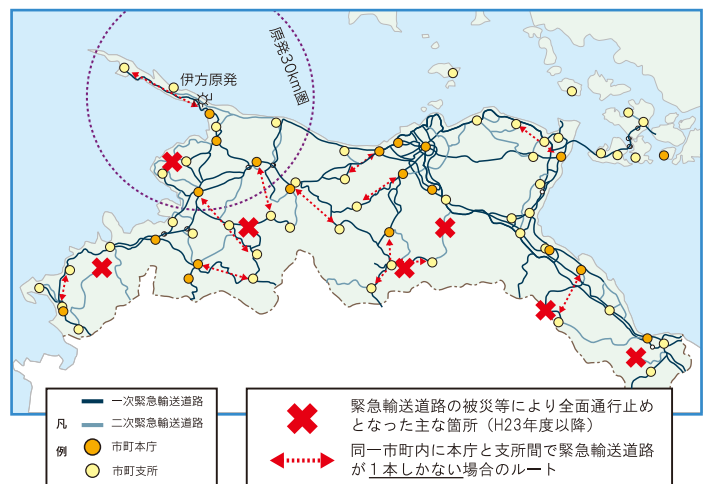 伊方原発
原発30km圏
凡例
一次緊急輸送道路
二次緊急輸送道路
市町本庁
市町支所
緊急輸送道路の被災等により全面通行止め
となった主な箇所（H23年度以降）
同一市町内に本庁と支所間で緊急輸送道路
が１本しかない場合のルート